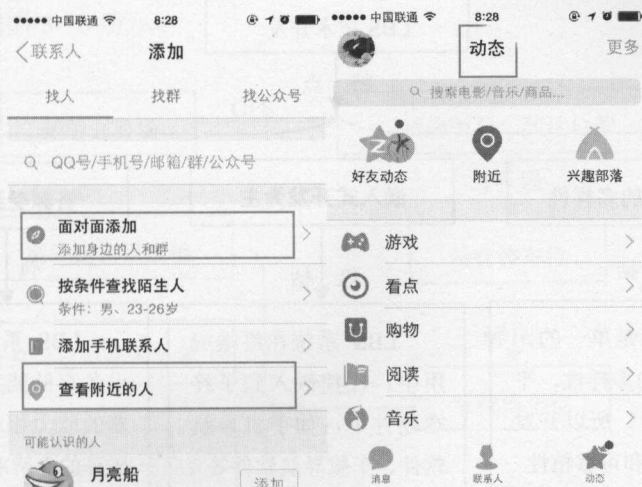 中国联通 8:28
联系人 添加
找人 找群 找公众号
QQ号/手机号/邮箱/群/公众号
面对面添加
添加身边的人和群
按条件查找陌生人
条件：男、23-26岁
添加手机联系人
查看附近的人
可能认识的人
月亮船
添加
中国联通 8:28
动态 更多
搜索电影/音乐/商品...
好友动态 附近 兴趣部落
游戏
看点
购物
阅读
音乐
消息 联系人 动态